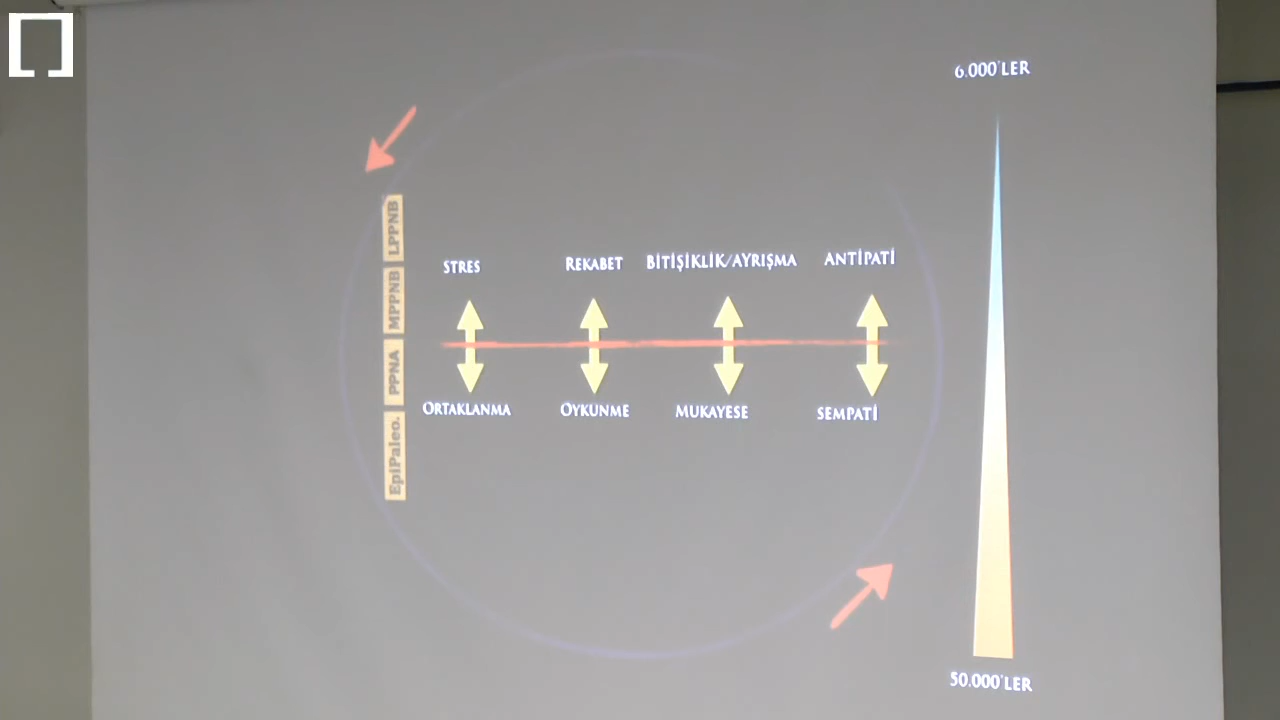 6.000'LER
LPPNB
MPPNB
PPNA
EpiPaleo.
STRES
REKABET
BİTİŞİKLİK/AYRIŞMA
ANTİPATİ
ORTAKLANMA
ÖYKÜNME
MUKAYESE
SEMPATİ
50.000'LER